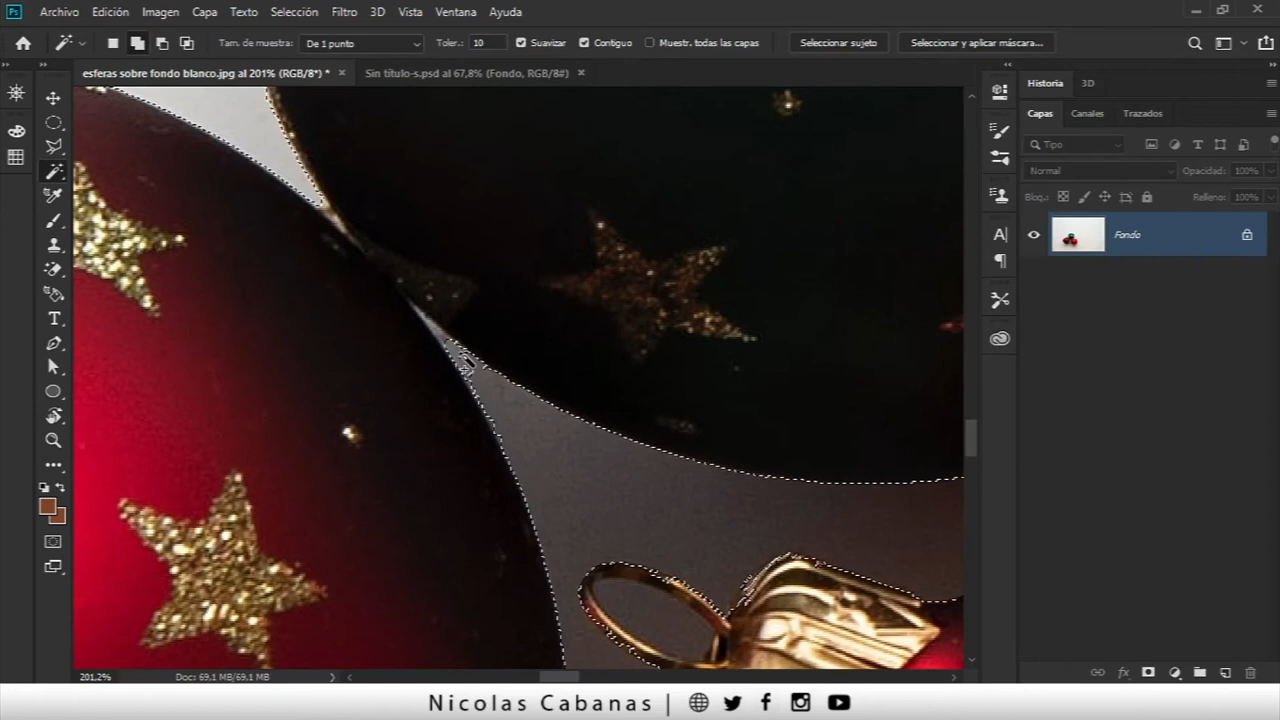 Ps Archivo Edición Imagen Capa Texto Selección Filtro 3D Vista Ventana Ayuda
Tam. de muestra: De 1 punto Toler.: 10 Suavizar Contiguo Muestr. todas las capas Seleccionar sujeto Seleccionar y aplicar máscara...
esferas sobre fondo blanco.jpg al 201% (RGB/8*) * Sin título-s.psd al 67,8% (Fondo, RGB/8#)
Historia 3D
Capas Canales Trazados
Tipo
Normal Opacidad: 100%
Bloq.: Relleno: 100%
Fondo
201,2% Doc: 69,1 MB/69,1 MB
Nicolas Cabanas |